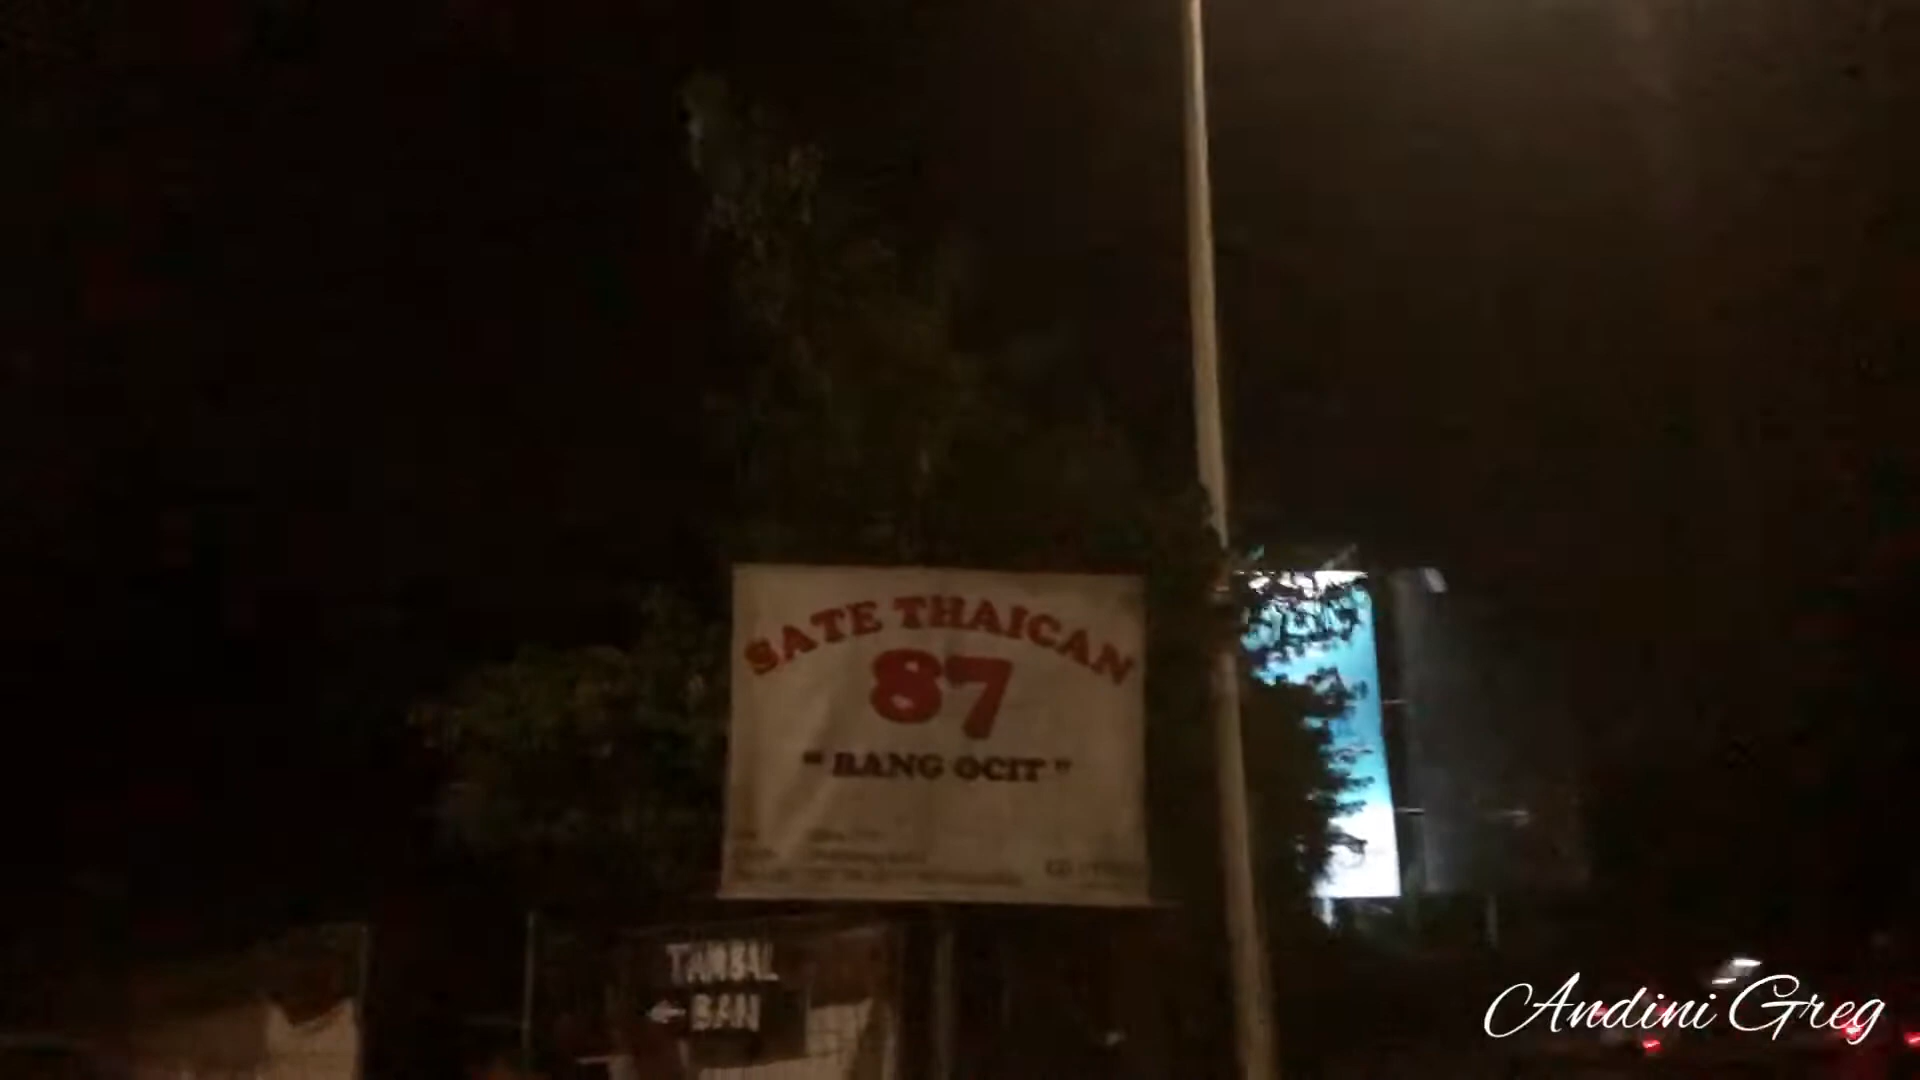 SATE THAICAN
87
"BANG OCIT"
TAMBAL
← BAN
Andini Greg